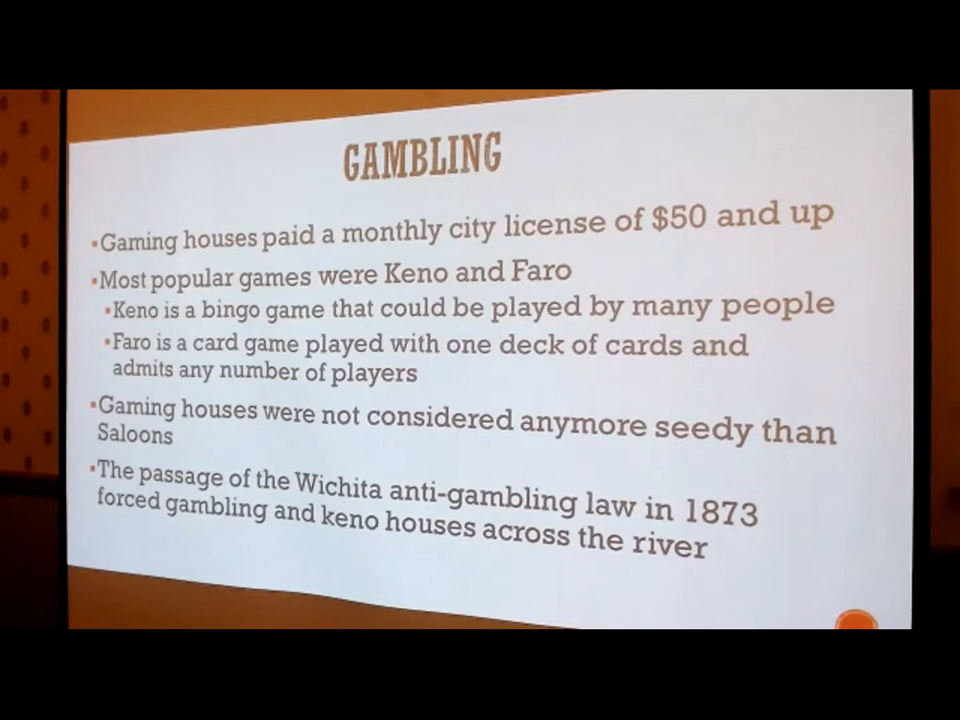 GAMBLING
▪Gaming houses paid a monthly city license of $50 and up
▪Most popular games were Keno and Faro
▪Keno is a bingo game that could be played by many people
▪Faro is a card game played with one deck of cards and
admits any number of players
▪Gaming houses were not considered anymore seedy than
Saloons
▪The passage of the Wichita anti-gambling law in 1873
forced gambling and keno houses across the river